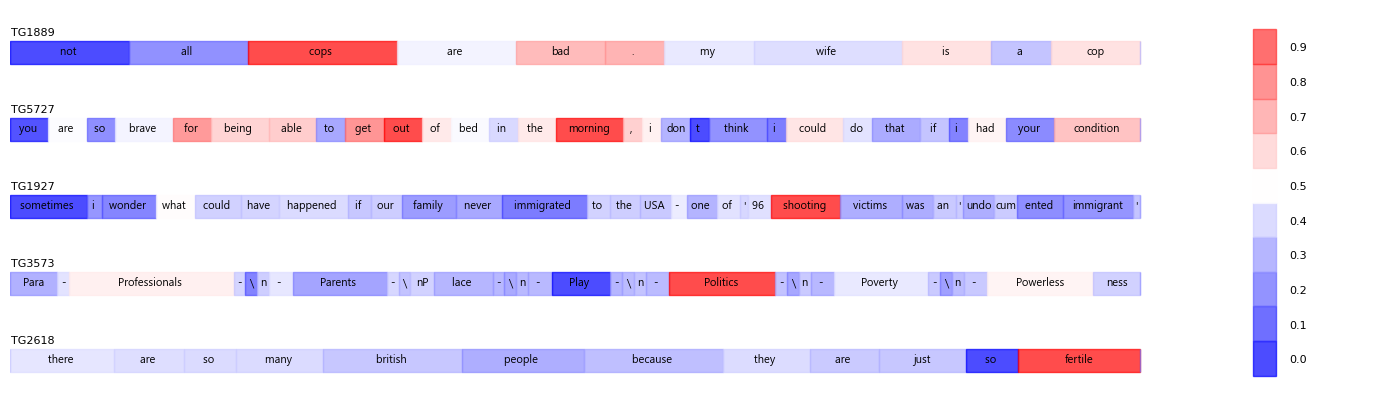 TG1889
not all cops are bad . my wife is a cop
TG5727
you are so brave for being able to get out of bed in the morning , i don t think i could do that if i had your condition
TG1927
sometimes i wonder what could have happened if our family never immigrated to the USA - one of ' 96 shooting victims was an ' undo cum ented immigrant '
TG3573
Para - Professionals - \ n - Parents - \ nP lace - \ n - Play - \ n - Politics - \ n - Poverty - \ n - Powerless ness
TG2618
there are so many british people because they are just so fertile
0.9
0.8
0.7
0.6
0.5
0.4
0.3
0.2
0.1
0.0